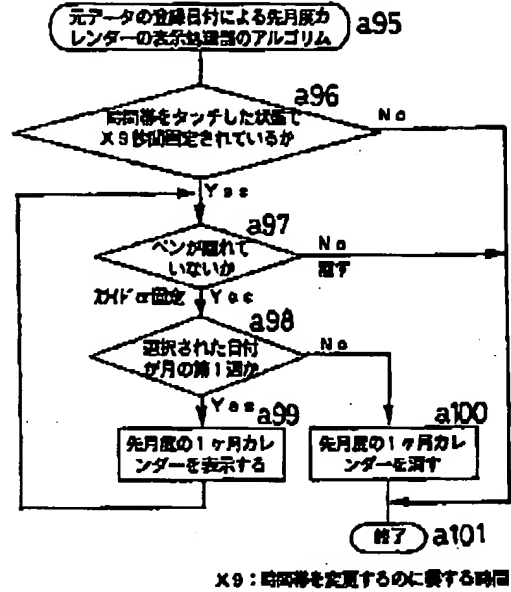 元データの登録日付による先月度カ
レンダーの表示処理部のアルゴリズム
a95
a96
時間帯をタッチした状態で
X9秒間固定されているか
No
Yes
a97
ペンが離れて
いないか
No
離す
ガイドor固定
Yes
a98
選択された日付
が月の第1週か
No
Yes
a99
先月度の1ヶ月カレ
ンダーを表示する
a100
先月度の1ヶ月カレ
ンダーを消す
終了
a101
X9:時間帯を変更するのに要する時間